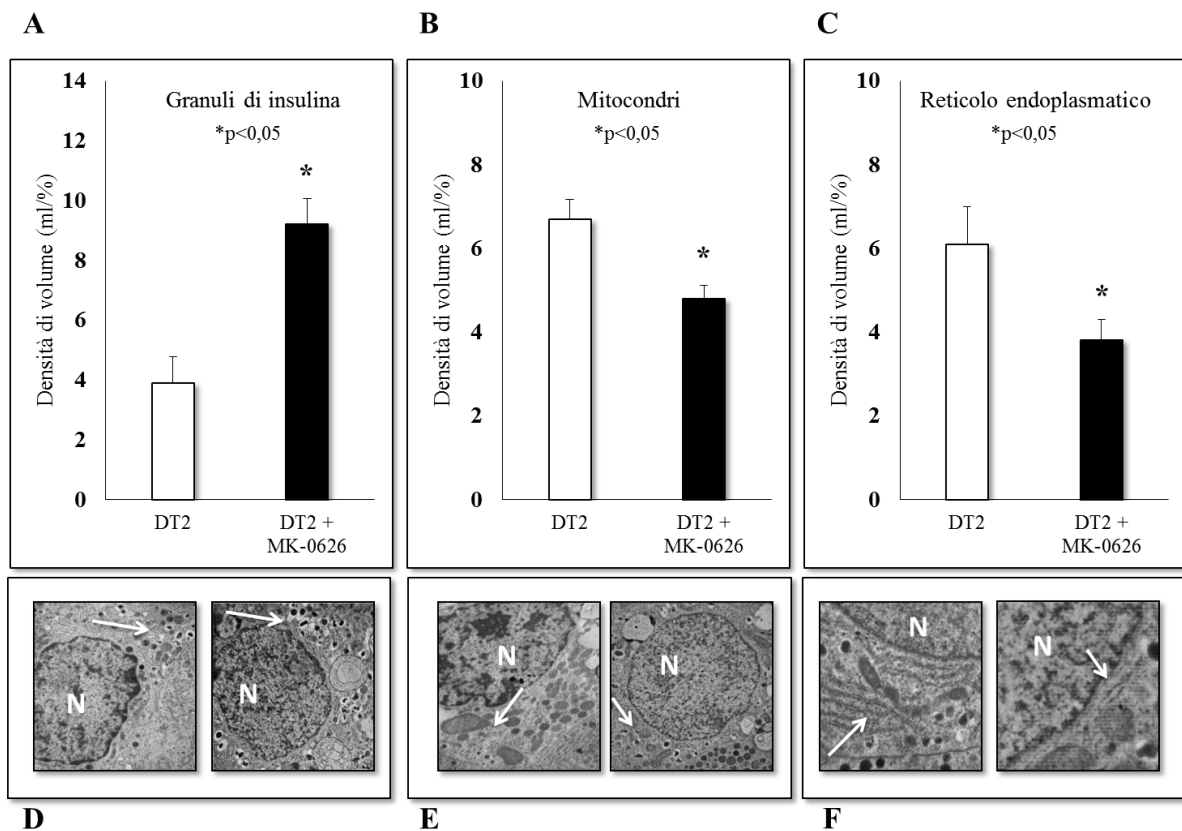 A
B
C
Granuli di insulina
*p<0,05
*
14
12
10
8
6
4
2
0
Densità di volume (ml/%)
DT2
DT2 +
MK-0626
Mitocondri
*p<0,05
*
10
8
6
4
2
0
Densità di volume (ml/%)
DT2
DT2 +
MK-0626
Reticolo endoplasmatico
*p<0,05
*
10
8
6
4
2
0
Densità di volume (ml/%)
DT2
DT2 +
MK-0626
N
N
N
N
N
N
D
E
F